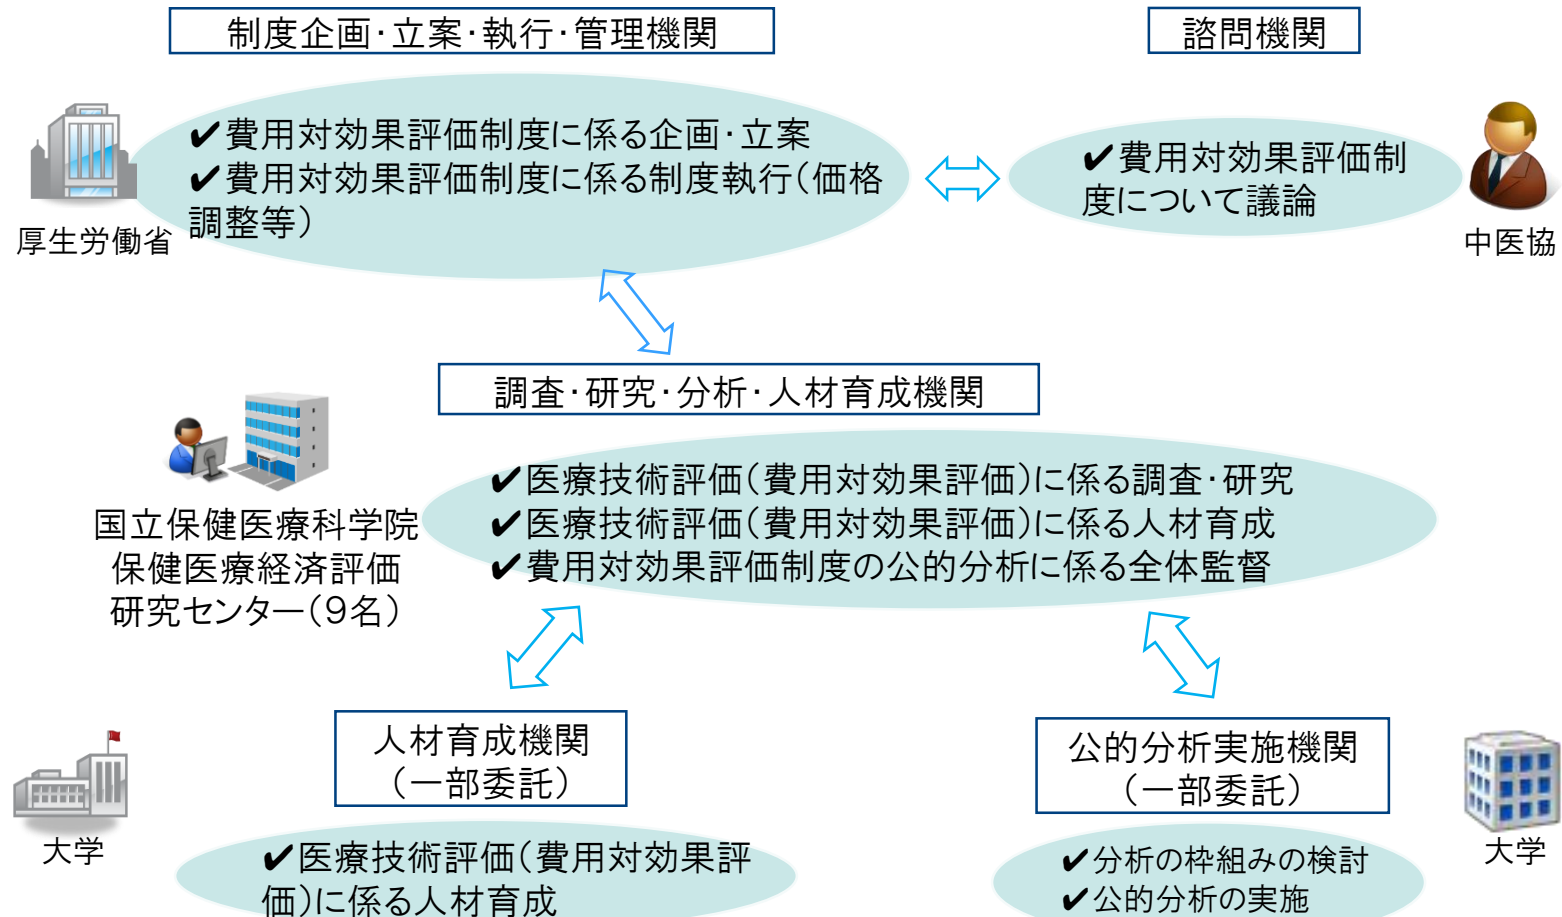 制度企画・立案・執行・管理機関
諮問機関
✔費用対効果評価制度に係る企画・立案
✔費用対効果評価制度に係る制度執行（価格
調整等）
✔費用対効果評価制
度について議論
厚生労働省
中医協
調査・研究・分析・人材育成機関
✔医療技術評価（費用対効果評価）に係る調査・研究
✔医療技術評価（費用対効果評価）に係る人材育成
✔費用対効果評価制度の公的分析に係る全体監督
国立保健医療科学院
保健医療経済評価
研究センター（９名）
人材育成機関
（一部委託）
公的分析実施機関
（一部委託）
大学
✔医療技術評価（費用対効果評
価）に係る人材育成
✔分析の枠組みの検討
✔公的分析の実施
大学